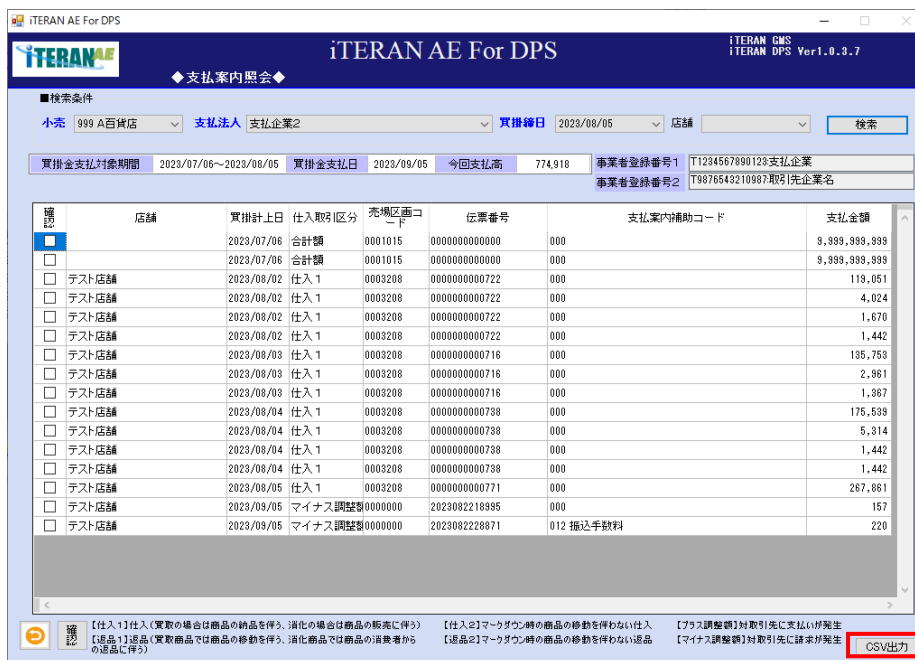 iTERAN AE For DPS
iTERAN AE
iTERAN AE For DPS
iTERAN GMS
iTERAN DPS Ver1.0.3.7
◆支払案内照会◆
■検索条件
小売 999 A百貨店 支払法人 支払企業2 買掛締日 2023/08/05 店舗 検索
買掛金支払対象期間 2023/07/06～2023/08/05 買掛金支払日 2023/09/05 今回支払高 774,918 事業者登録番号1 T1234567890123:支払企業
事業者登録番号2 T9876543210987:取引先企業名
確認 店舗 買掛計上日 仕入取引区分 売場区画コード 伝票番号 支払案内補助コード 支払金額
2023/07/06 合計額 0001015 0000000000000 000 9,999,999,999
2023/07/06 合計額 0001015 0000000000000 000 9,999,999,999
テスト店舗 2023/08/02 仕入1 0003208 0000000000722 000 119,051
テスト店舗 2023/08/02 仕入1 0003208 0000000000722 000 4,024
テスト店舗 2023/08/02 仕入1 0003208 0000000000722 000 1,670
テスト店舗 2023/08/02 仕入1 0003208 0000000000722 000 1,442
テスト店舗 2023/08/03 仕入1 0003208 0000000000716 000 135,753
テスト店舗 2023/08/03 仕入1 0003208 0000000000716 000 2,961
テスト店舗 2023/08/03 仕入1 0003208 0000000000716 000 1,367
テスト店舗 2023/08/04 仕入1 0003208 0000000000738 000 175,539
テスト店舗 2023/08/04 仕入1 0003208 0000000000738 000 5,314
テスト店舗 2023/08/04 仕入1 0003208 0000000000738 000 1,442
テスト店舗 2023/08/04 仕入1 0003208 0000000000738 000 1,442
テスト店舗 2023/08/05 仕入1 0003208 0000000000771 000 267,861
テスト店舗 2023/09/05 マイナス調整額 0000000 2023082218995 000 157
テスト店舗 2023/09/05 マイナス調整額 0000000 2023082228871 012 振込手数料 220
確認
【仕入1】仕入(買取の場合は商品の納品を伴う、消化の場合は商品の販売に伴う) 【仕入2】マークダウン時の商品の移動を伴わない仕入 【プラス調整額】対取引先に支払いが発生
【返品1】返品(買取商品では商品の移動を伴う、消化商品では商品の消費者からの返品に伴う) 【返品2】マークダウン時の商品の移動を伴わない返品 【マイナス調整額】対取引先に請求が発生
CSV出力